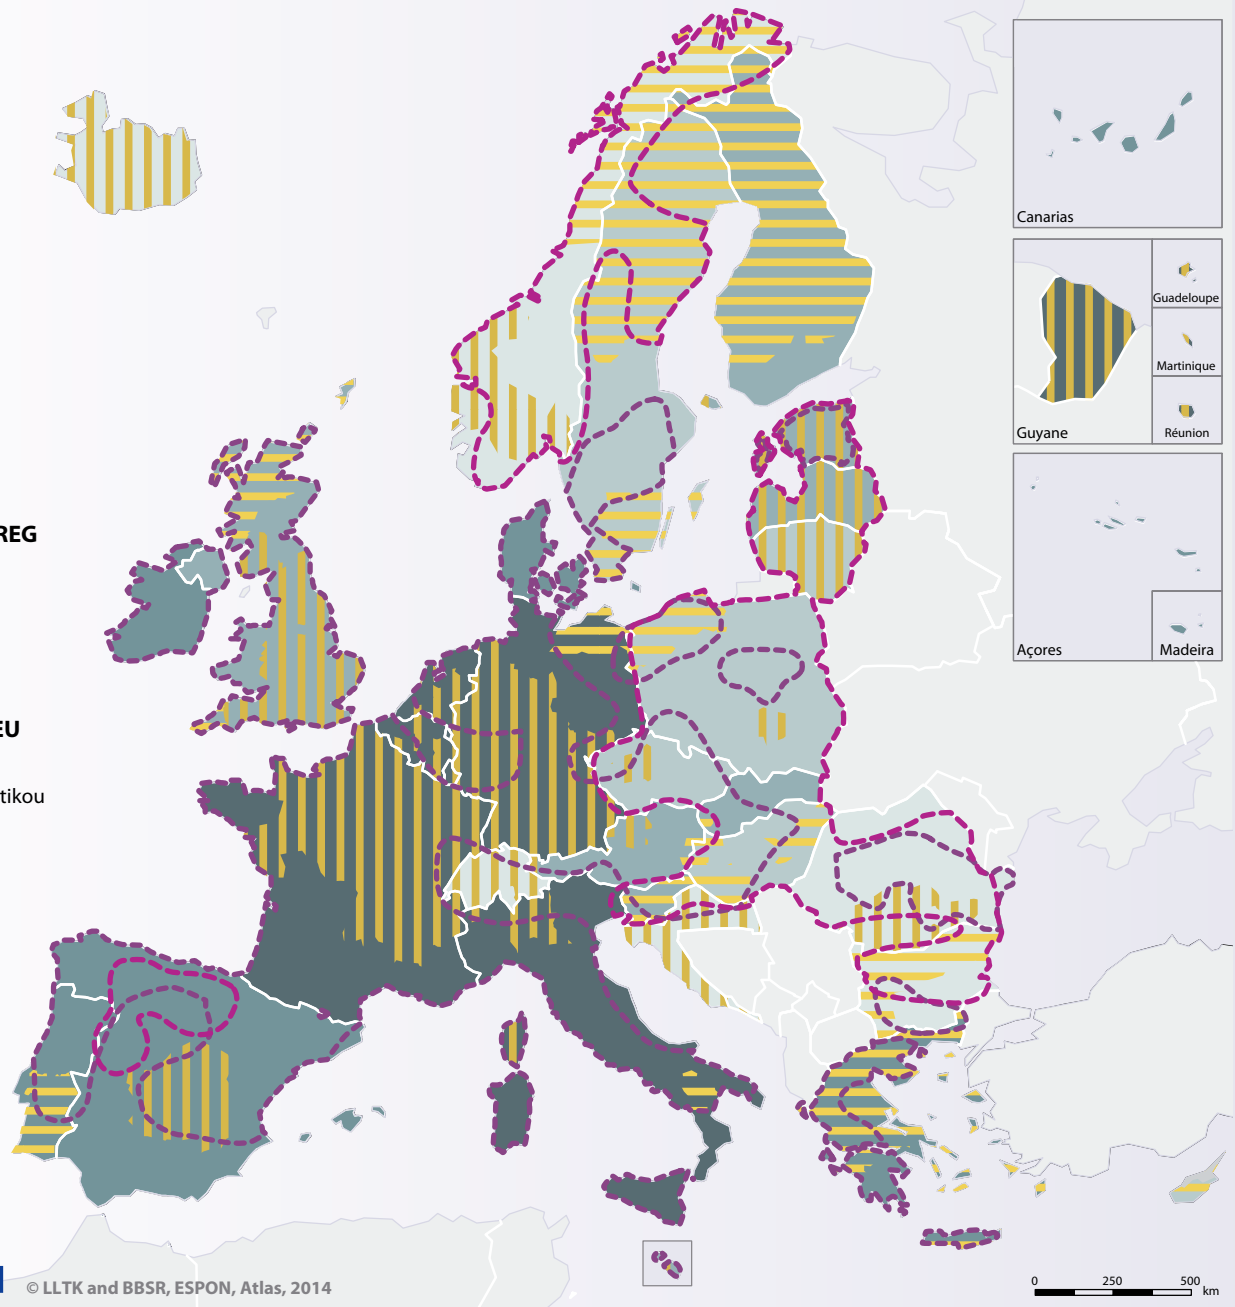 REG
EU
tikou
Canarias
Guadeloupe
Martinique
Guyane
Réunion
Açores
Madeira
© LLTK and BBSR, ESPON, Atlas, 2014
0 250 500
km